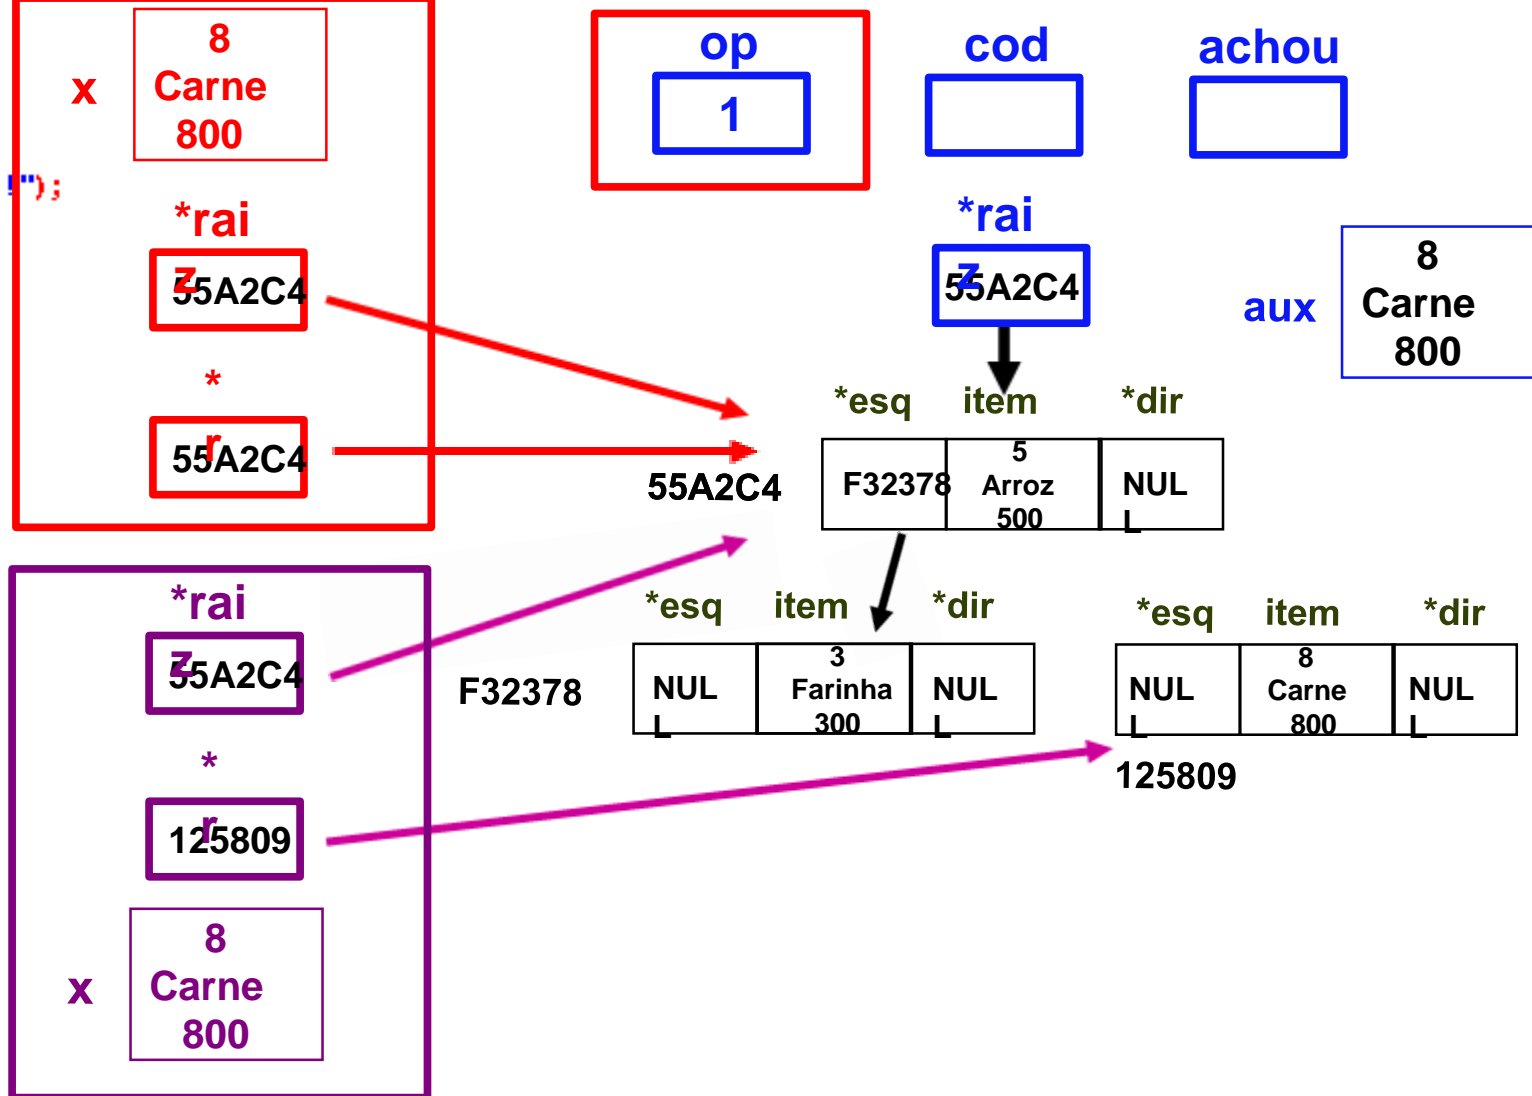 8
x Carne
800
!");
*rai
z
55A2C4
*
r
55A2C4
op cod achou
1
*rai
z
55A2C4
8
aux Carne
800
*esq item *dir
55A2C4
F32378
5
Arroz
500
NUL
L
*rai
z
55A2C4
*
r
125809
8
x Carne
800
*esq item *dir
F32378
NUL
L
3
Farinha
300
NUL
L
*esq item *dir
NUL
L
8
Carne
800
NUL
L
125809